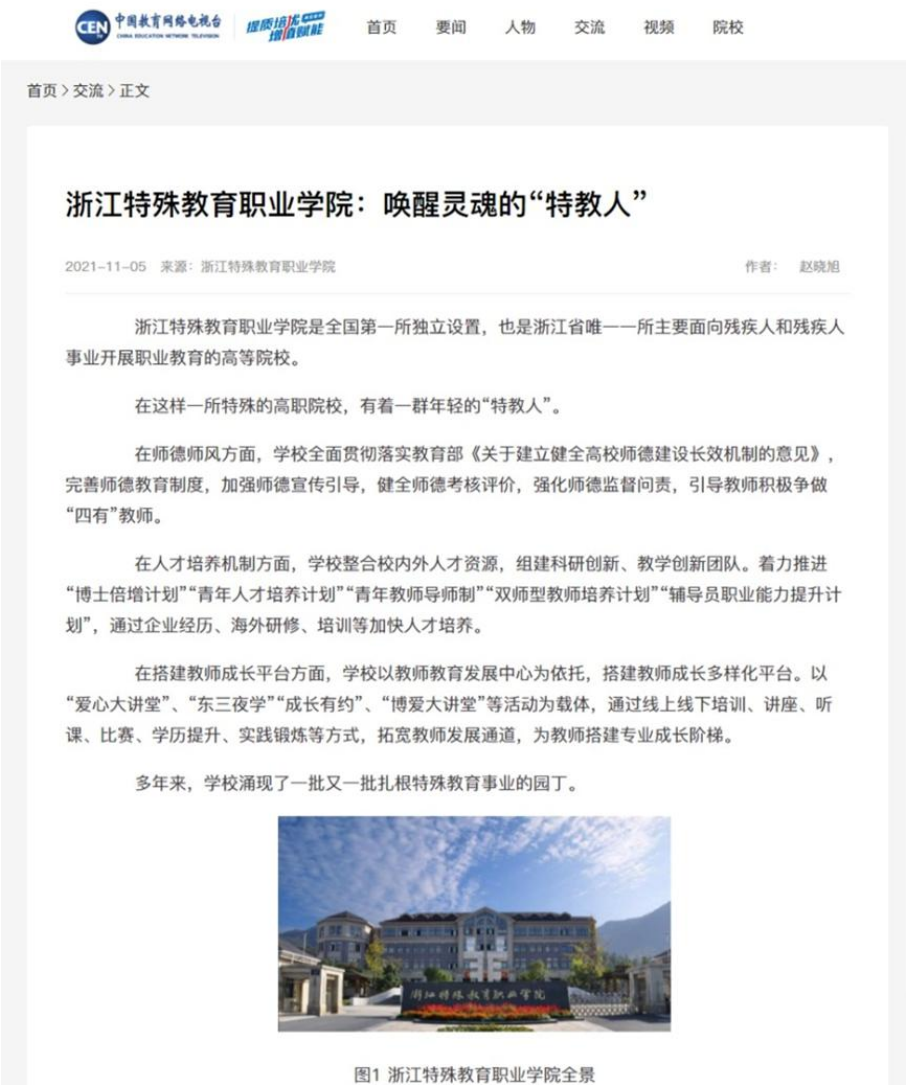 CEN 中国教育网络电视台
CHINA EDUCATION NETWORK TELEVISION
提质培优
增值赋能
首页 要闻 人物 交流 视频 院校
首页 > 交流 > 正文
浙江特殊教育职业学院：唤醒灵魂的“特教人”
2021-11-05 来源：浙江特殊教育职业学院 作者： 赵晓旭
浙江特殊教育职业学院是全国第一所独立设置，也是浙江省唯一一所主要面向残疾人和残疾人
事业开展职业教育的高等院校。
在这样一所特殊的高职院校，有着一群年轻的“特教人”。
在师德师风方面，学校全面贯彻落实教育部《关于建立健全高校师德建设长效机制的意见》，
完善师德教育制度，加强师德宣传引导，健全师德考核评价，强化师德监督问责，引导教师积极争做
“四有”教师。
在人才培养机制方面，学校整合校内外人才资源，组建科研创新、教学创新团队。着力推进
“博士倍增计划”“青年人才培养计划”“青年教师导师制”“双师型教师培养计划”“辅导员职业能力提升计
划”，通过企业经历、海外研修、培训等加快人才培养。
在搭建教师成长平台方面，学校以教师教育发展中心为依托，搭建教师成长多样化平台。以
“爱心大讲堂”、“东三夜学”“成长有约”、“博爱大讲堂”等活动为载体，通过线上线下培训、讲座、听
课、比赛、学历提升、实践锻炼等方式，拓宽教师发展通道，为教师搭建专业成长阶梯。
多年来，学校涌现了一批又一批扎根特殊教育事业的园丁。
浙江特殊教育职业学院
图1 浙江特殊教育职业学院全景